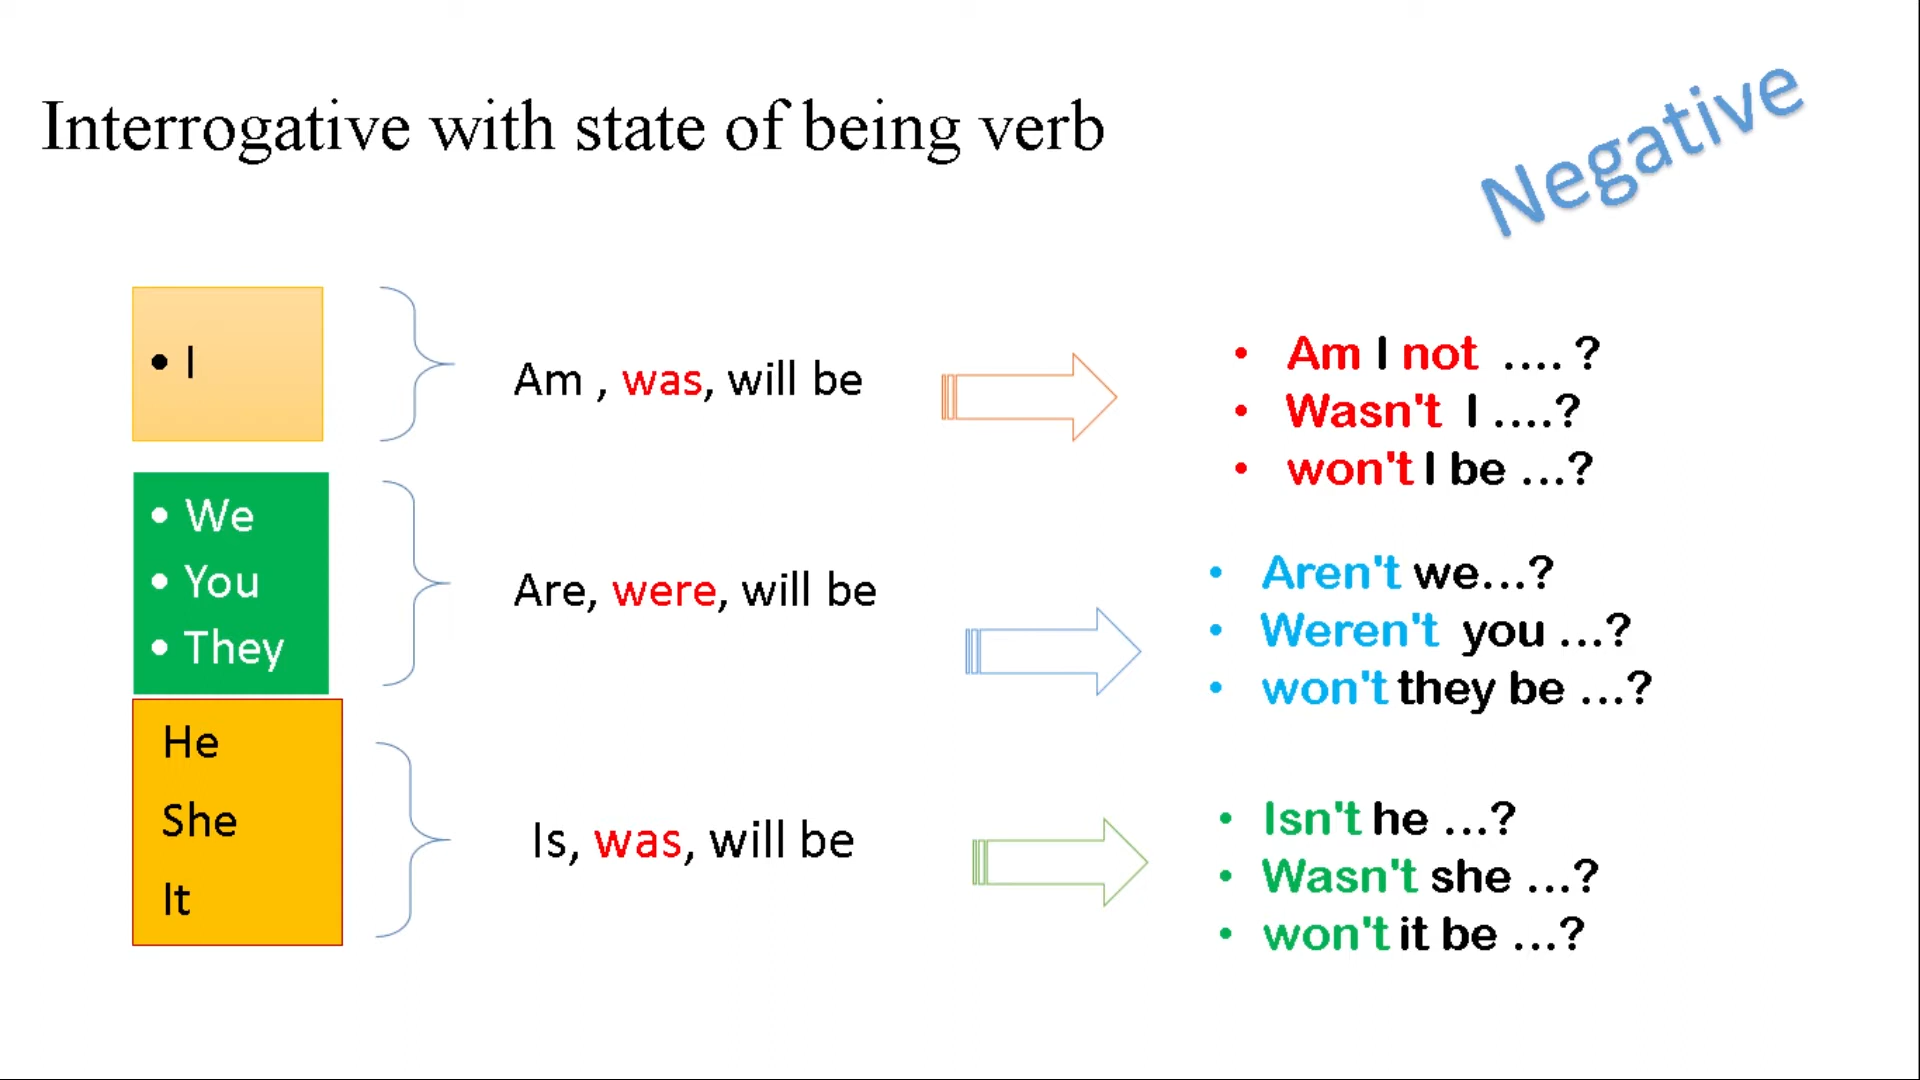 Interrogative with state of being verb
Negative
• I
Am , was, will be
• Am I not .... ?
• Wasn't I ....?
• won't I be ...?
• We
• You
• They
Are, were, will be
• Aren't we...?
• Weren't you ...?
• won't they be ...?
He
She
It
Is, was, will be
• Isn't he ...?
• Wasn't she ...?
• won't it be ...?